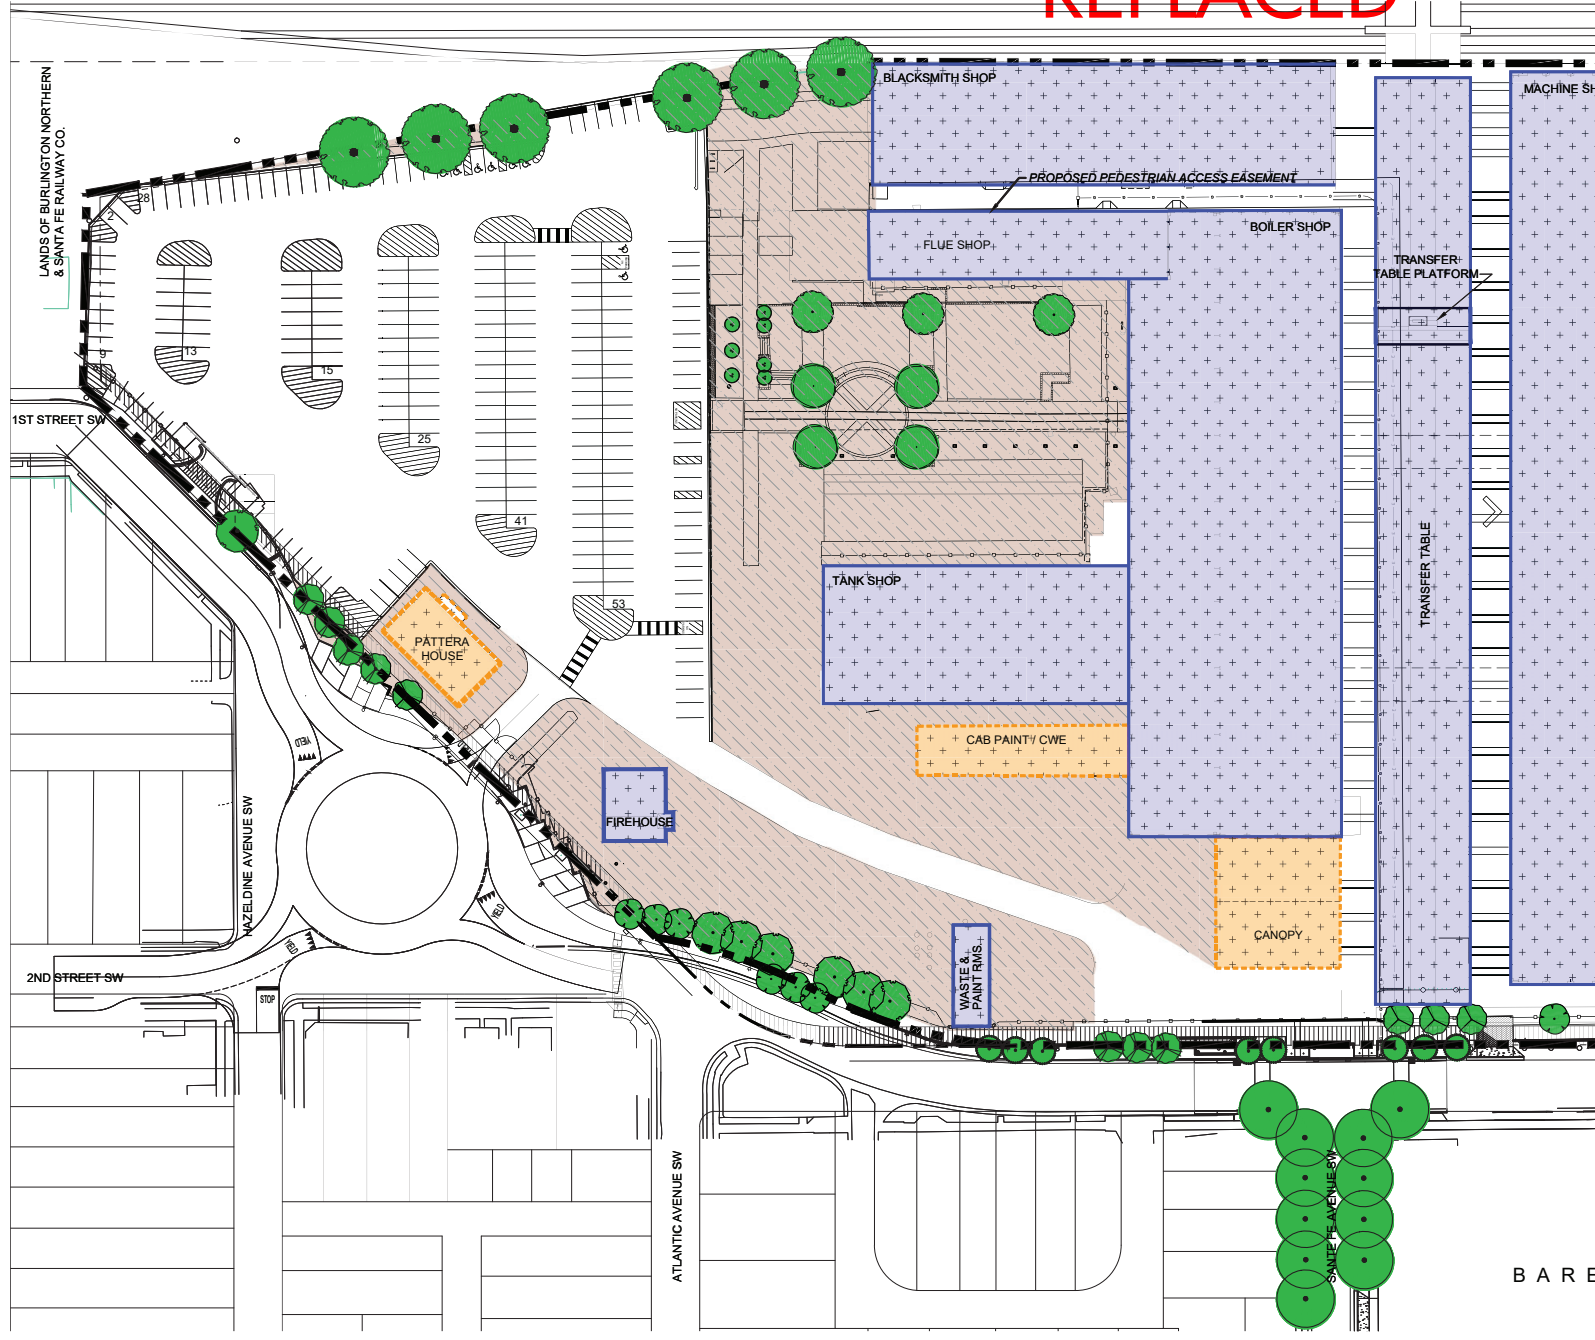 REPLACED
LANDS OF BURLINGTON NORTHERN
& SANTA FE RAILWAY CO.
BLACKSMITH SHOP
MACHINE SH
PROPOSED PEDESTRIAN ACCESS EASEMENT
28
2
FLUE SHOP
BOILER SHOP
TRANSFER
TABLE PLATFORM
9
13
15
1ST STREET SW
25
41
TRANSFER TABLE
TANK SHOP
53
PATTERA
HOUSE
CAB PAINT / CWE
YIELD
YIELD
FIREHOUSE
HAZELDINE AVENUE SW
YIELD
YIELD
CANOPY
WASTE &
PAINT RMS.
2ND STREET SW
STOP
ATLANTIC AVENUE SW
SANTE FE AVENUE SW
B A R E